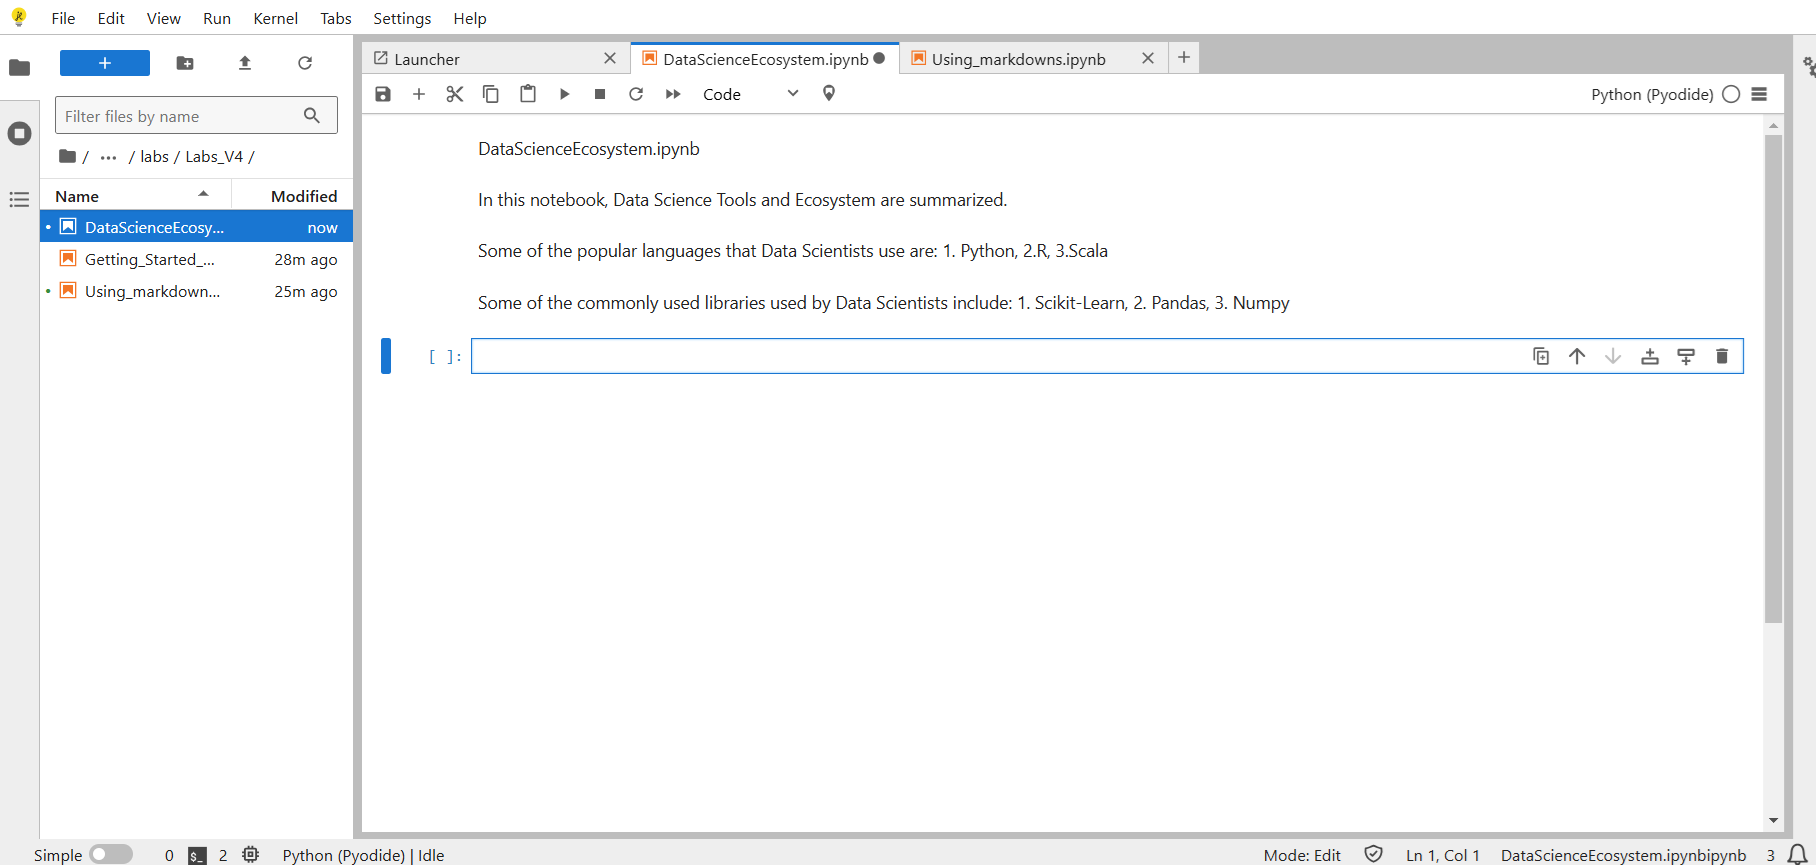 File Edit View Run Kernel Tabs Settings Help
+
Filter files by name
/ ... / labs / Labs_V4 /
Name Modified
DataScienceEcosy... now
Getting_Started_... 28m ago
Using_markdown... 25m ago
Launcher
DataScienceEcosystem.ipynb
Using_markdowns.ipynb
Code
Python (Pyodide)
DataScienceEcosystem.ipynb
In this notebook, Data Science Tools and Ecosystem are summarized.
Some of the popular languages that Data Scientists use are: 1. Python, 2.R, 3.Scala
Some of the commonly used libraries used by Data Scientists include: 1. Scikit-Learn, 2. Pandas, 3. Numpy
[ ]:
Simple 0 $_ 2 Python (Pyodide) | Idle Mode: Edit Ln 1, Col 1 DataScienceEcosystem.ipynbipynb 3